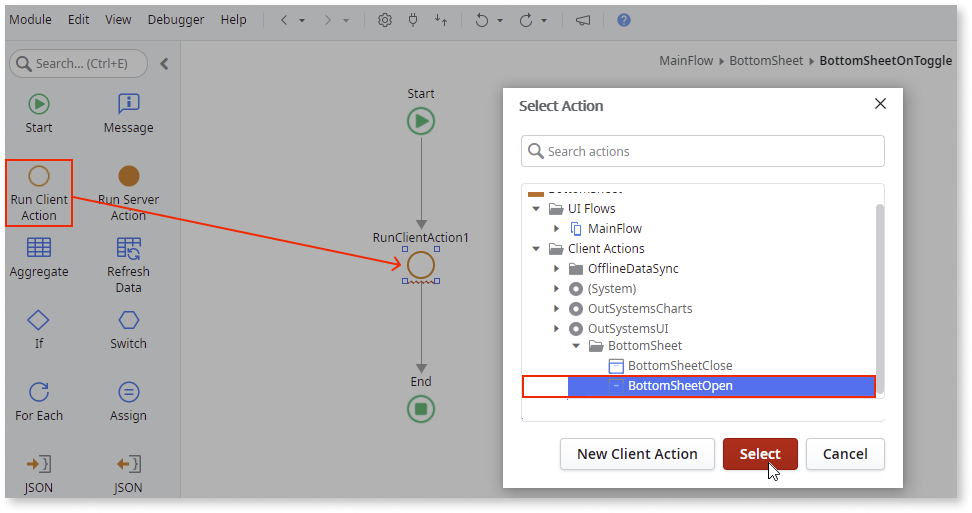 Module Edit View Debugger Help
Search... (Ctrl+E)
MainFlow BottomSheet BottomSheetOnToggle
Start
Message
Run Client
Action
Run Server
Action
Aggregate
Refresh
Data
If
Switch
For Each
Assign
JSON
JSON
Start
RunClientAction1
End
Select Action
Search actions
BottomSheet
UI Flows
MainFlow
Client Actions
OfflineDataSync
(System)
OutSystemsCharts
OutSystemsUI
BottomSheet
BottomSheetClose
BottomSheetOpen
New Client Action
Select
Cancel